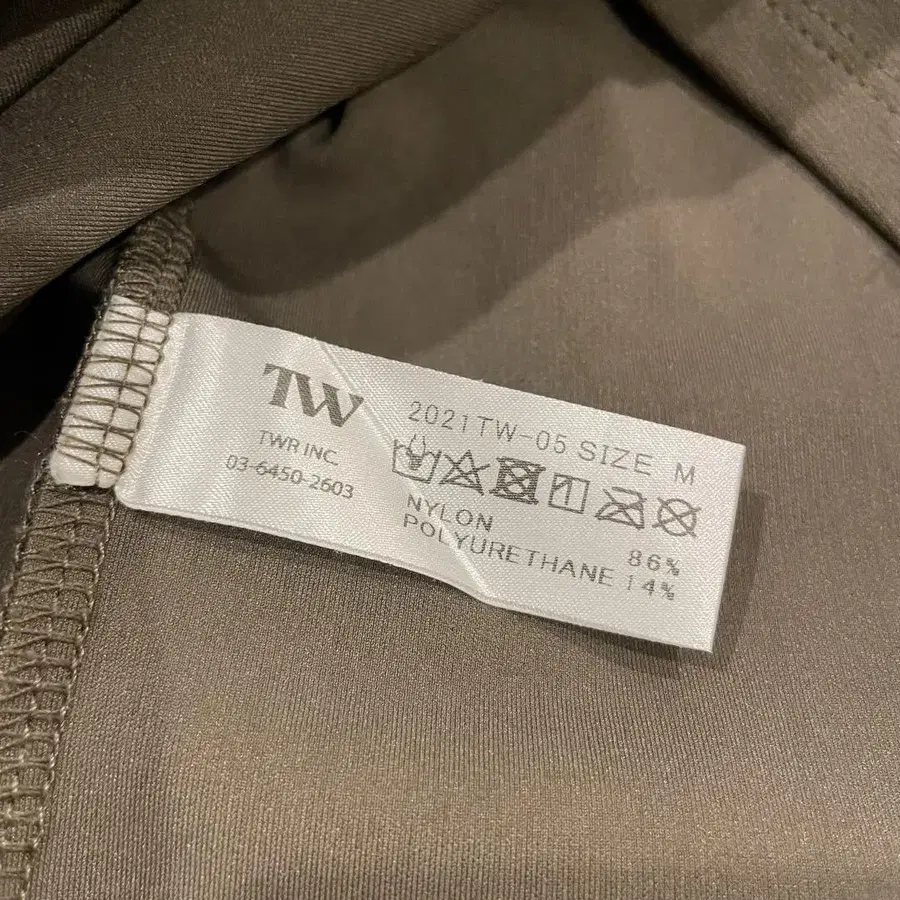 TW
TWR INC.
03-6450-2603
2021TW-05 SIZE M
NYLON 86%
POLYURETHANE 14%